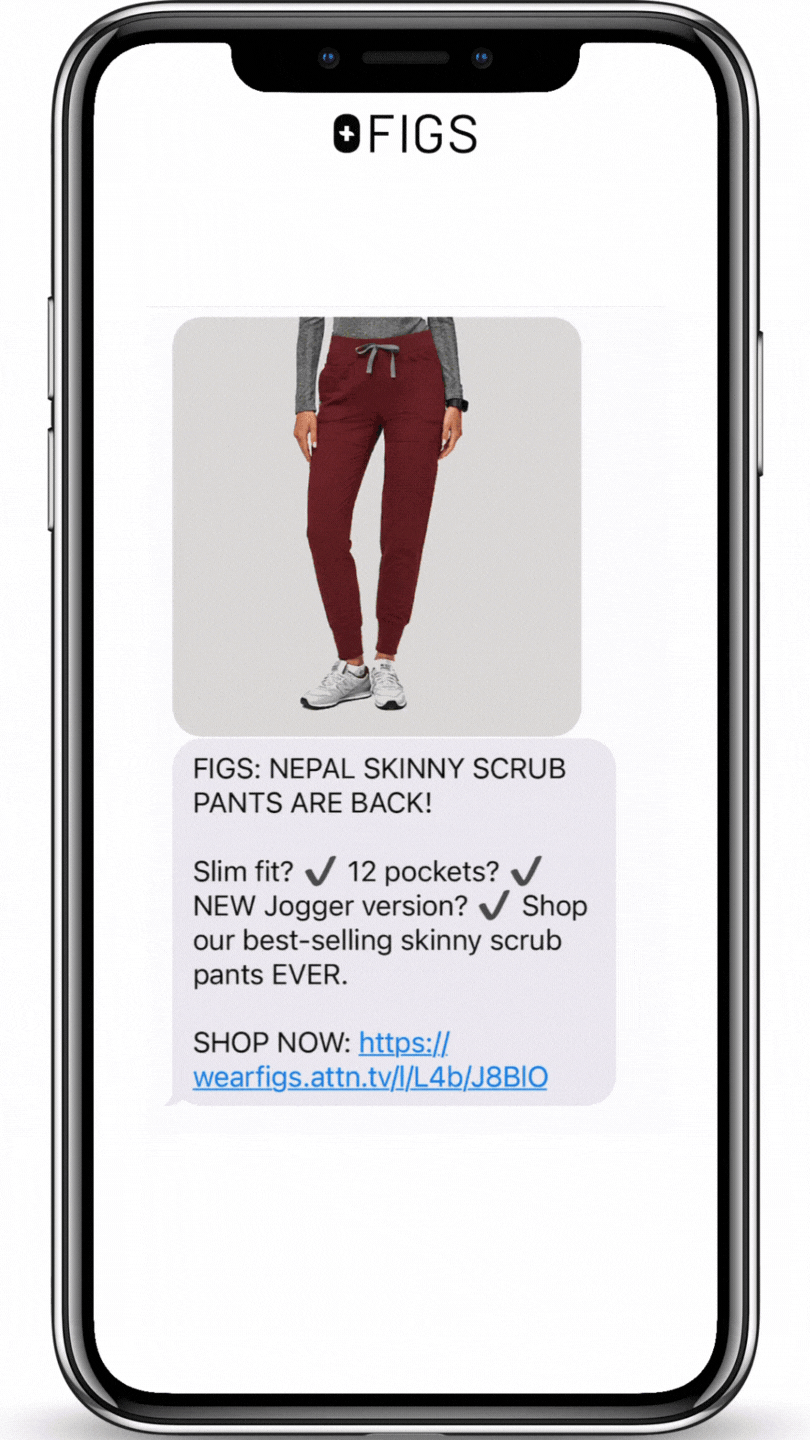 FIGS
FIGS: NEPAL SKINNY SCRUB
PANTS ARE BACK!
Slim fit? ✔ 12 pockets? ✔
NEW Jogger version? ✔ Shop
our best-selling skinny scrub
pants EVER.
SHOP NOW: https://
wearfigs.attn.tv/l/L4b/J8BlO